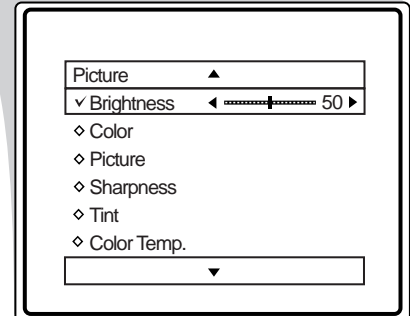 Picture
Brightness 50
Color
Picture
Sharpness
Tint
Color Temp.